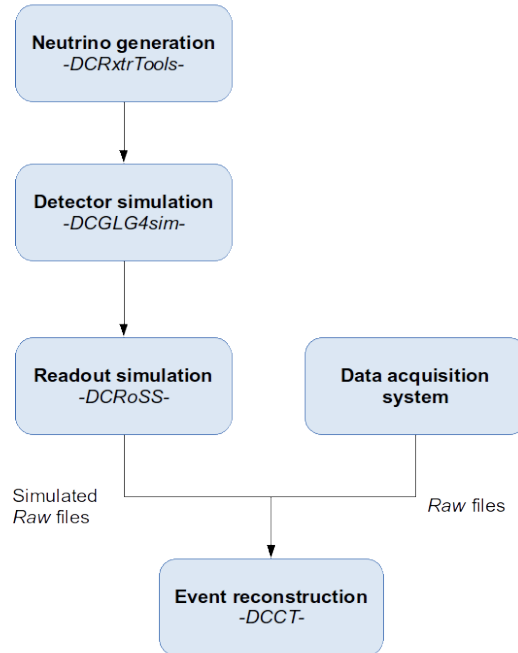 Neutrino generation
-DCRxtrTools-
Detector simulation
-DCGLG4sim-
Readout simulation
-DCRoSS-
Data acquisition
system
Simulated
Raw files
Raw files
Event reconstruction
-DCCT-